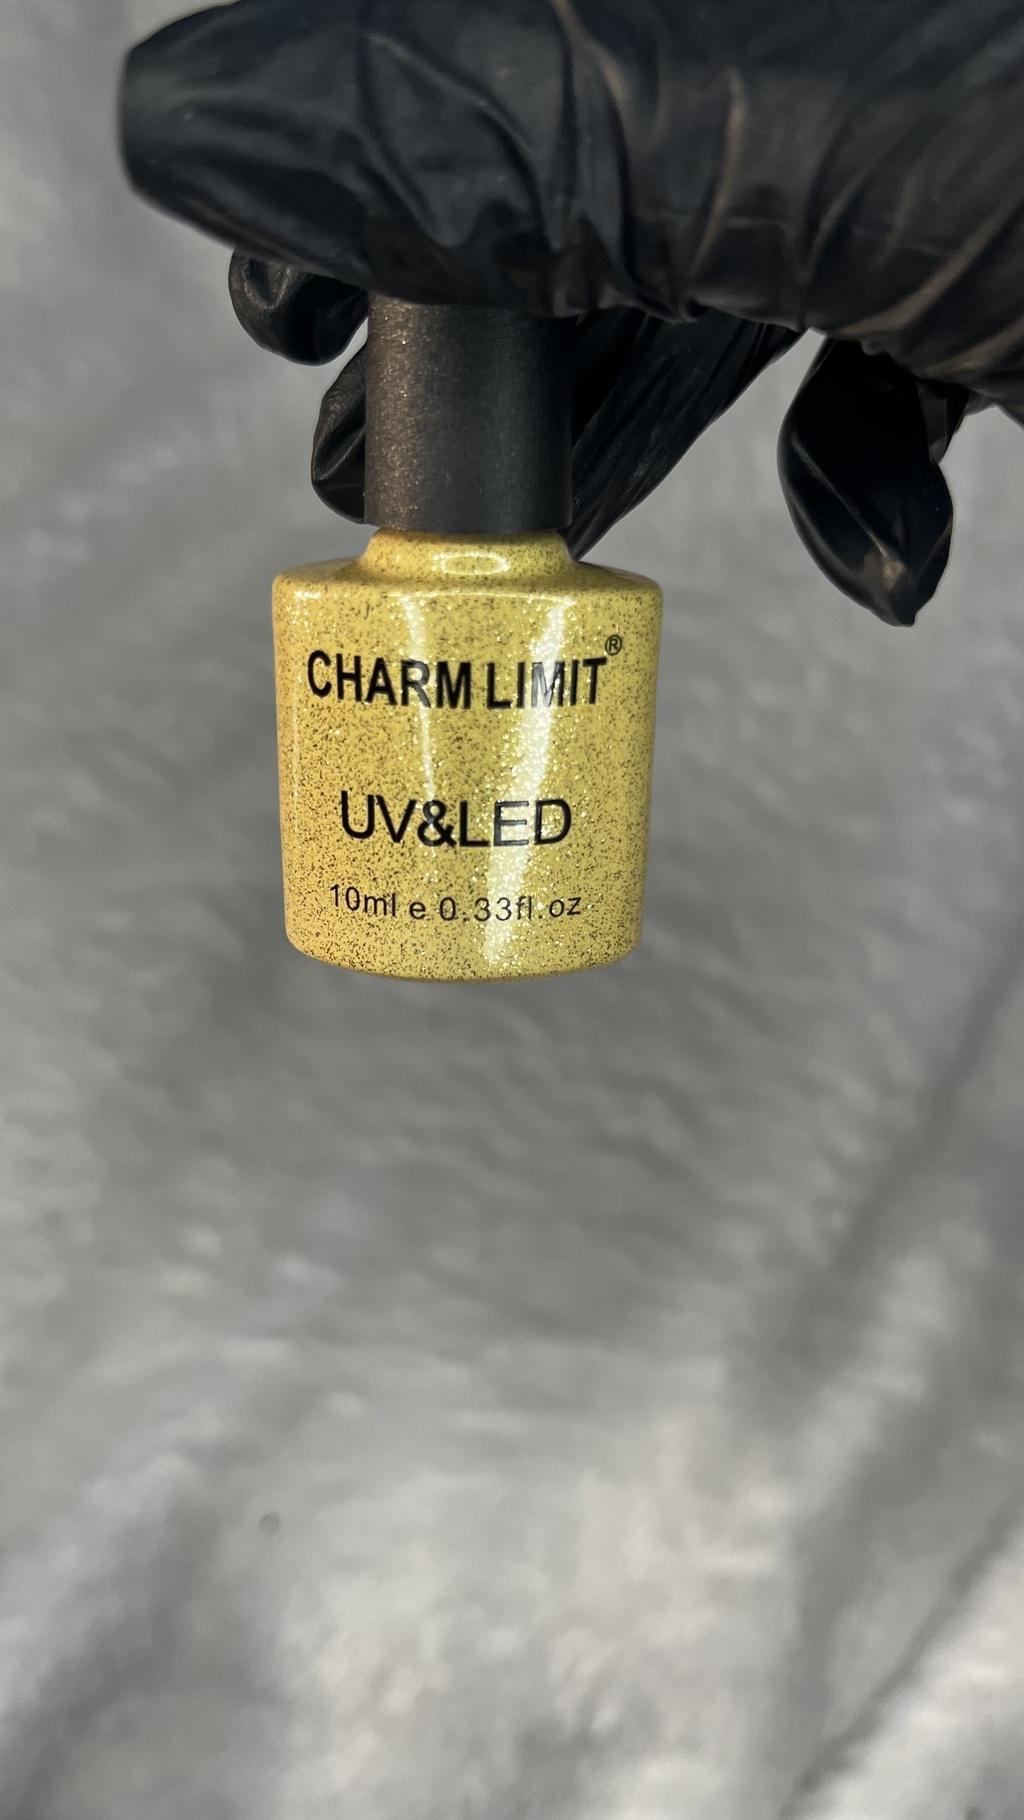 CHARM LIMIT®
UV&LED
10ml e 0.33fl.oz